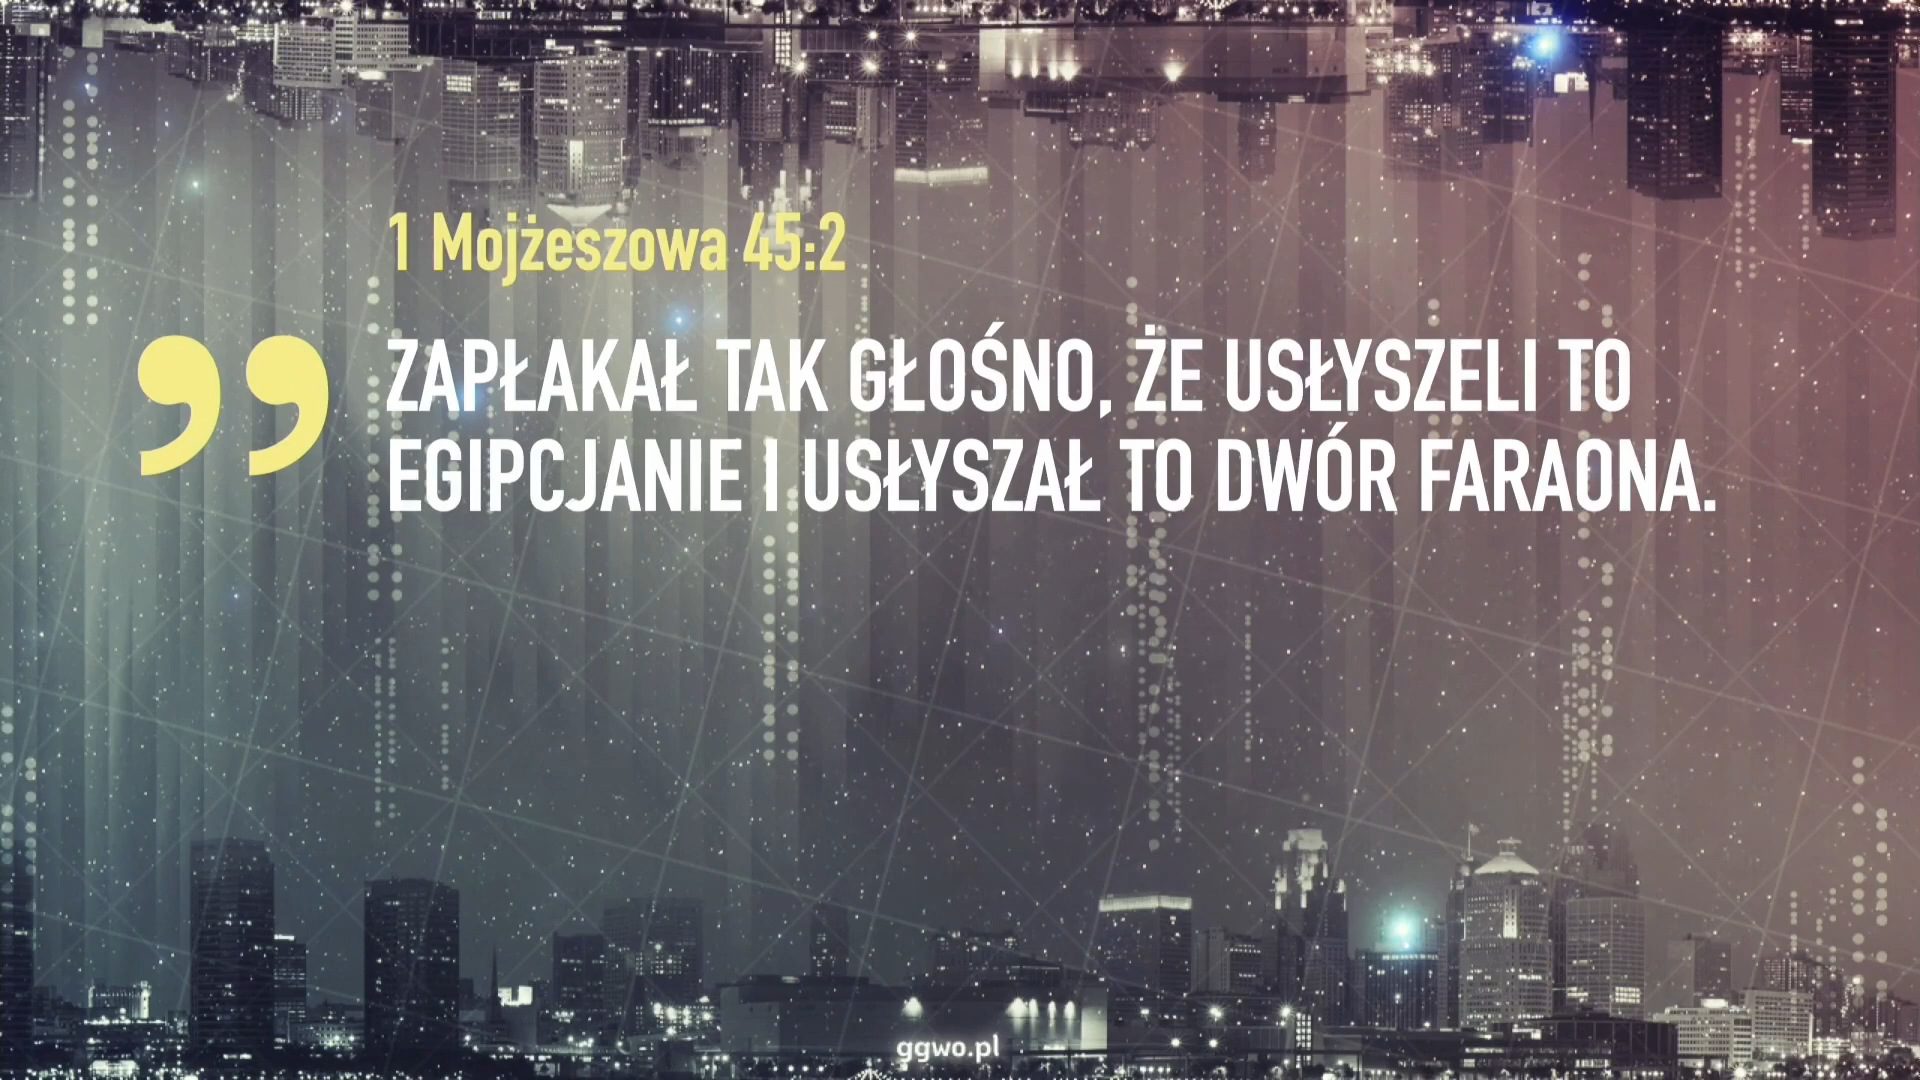 1 Mojżeszowa 45:2
ZAPŁAKAŁ TAK GŁOŚNO, ŻE USŁYSZELI TO
EGIPCJANIE I USŁYSZAŁ TO DWÓR FARAONA.
ggwo.pl